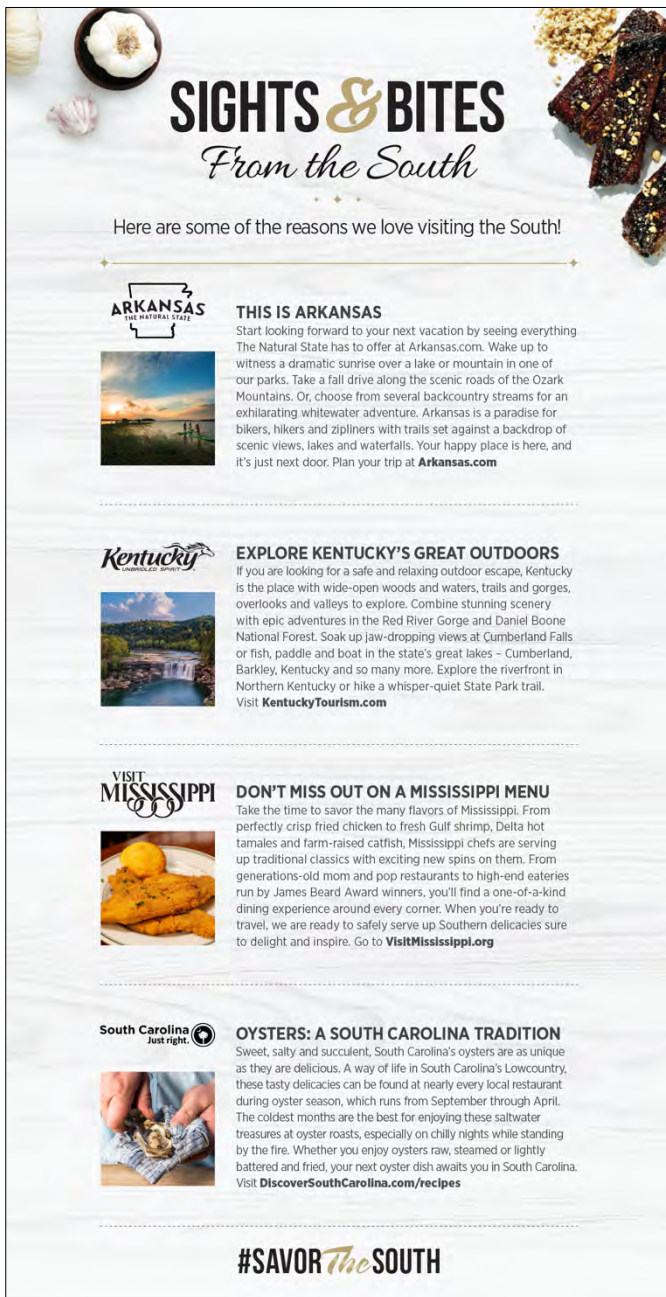 SIGHTS & BITES
From the South
Here are some of the reasons we love visiting the South!
ARKANSAS
THE NATURAL STATE
THIS IS ARKANSAS
Start looking forward to your next vacation by seeing everything
The Natural State has to offer at Arkansas.com. Wake up to
witness a dramatic sunrise over a lake or mountain in one of
our parks. Take a fall drive along the scenic roads of the Ozark
Mountains. Or, choose from several backcountry streams for an
exhilarating whitewater adventure. Arkansas is a paradise for
bikers, hikers and zipliners with trails set against a backdrop of
scenic views, lakes and waterfalls. Your happy place is here, and
it's just next door. Plan your trip at Arkansas.com
Kentucky
UNBRIDLED SPIRIT
EXPLORE KENTUCKY'S GREAT OUTDOORS
If you are looking for a safe and relaxing outdoor escape, Kentucky
is the place with wide-open woods and waters, trails and gorges,
overlooks and valleys to explore. Combine stunning scenery
with epic adventures in the Red River Gorge and Daniel Boone
National Forest. Soak up jaw-dropping views at Cumberland Falls
or fish, paddle and boat in the state's great lakes – Cumberland,
Barkley, Kentucky and so many more. Explore the riverfront in
Northern Kentucky or hike a whisper-quiet State Park trail.
Visit KentuckyTourism.com
VISIT
MISSISSIPPI
DON'T MISS OUT ON A MISSISSIPPI MENU
Take the time to savor the many flavors of Mississippi. From
perfectly crisp fried chicken to fresh Gulf shrimp, Delta hot
tamales and farm-raised catfish, Mississippi chefs are serving
up traditional classics with exciting new spins on them. From
generations-old mom and pop restaurants to high-end eateries
run by James Beard Award winners, you'll find a one-of-a-kind
dining experience around every corner. When you're ready to
travel, we are ready to safely serve up Southern delicacies sure
to delight and inspire. Go to VisitMississippi.org
South Carolina
Just right.
OYSTERS: A SOUTH CAROLINA TRADITION
Sweet, salty and succulent, South Carolina's oysters are as unique
as they are delicious. A way of life in South Carolina's Lowcountry,
these tasty delicacies can be found at nearly every local restaurant
during oyster season, which runs from September through April.
The coldest months are the best for enjoying these saltwater
treasures at oyster roasts, especially on chilly nights while standing
by the fire. Whether you enjoy oysters raw, steamed or lightly
battered and fried, your next oyster dish awaits you in South Carolina.
Visit DiscoverSouthCarolina.com/recipes
#SAVOR The SOUTH